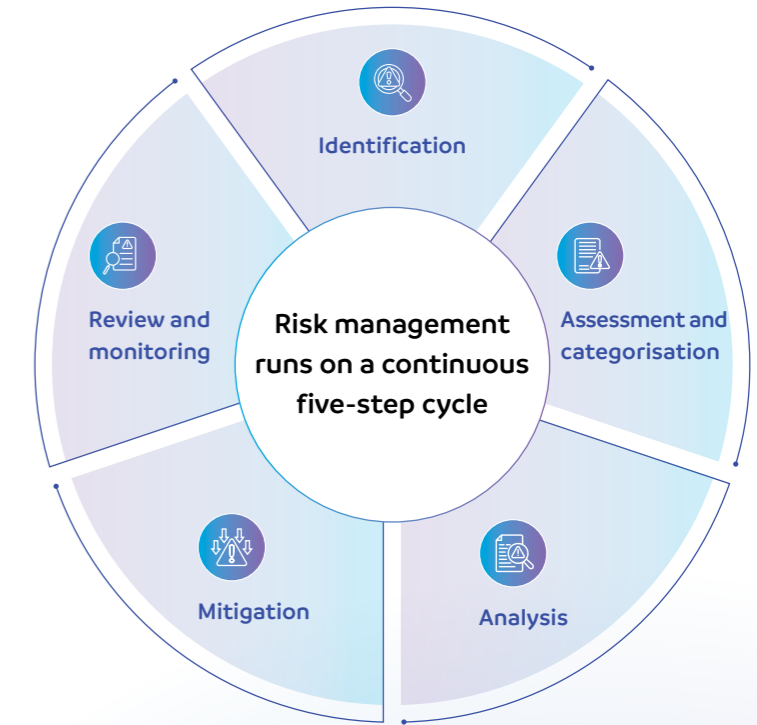 Identification
Assessment and
categorisation
Analysis
Mitigation
Review and
monitoring
Risk management
runs on a continuous
five-step cycle